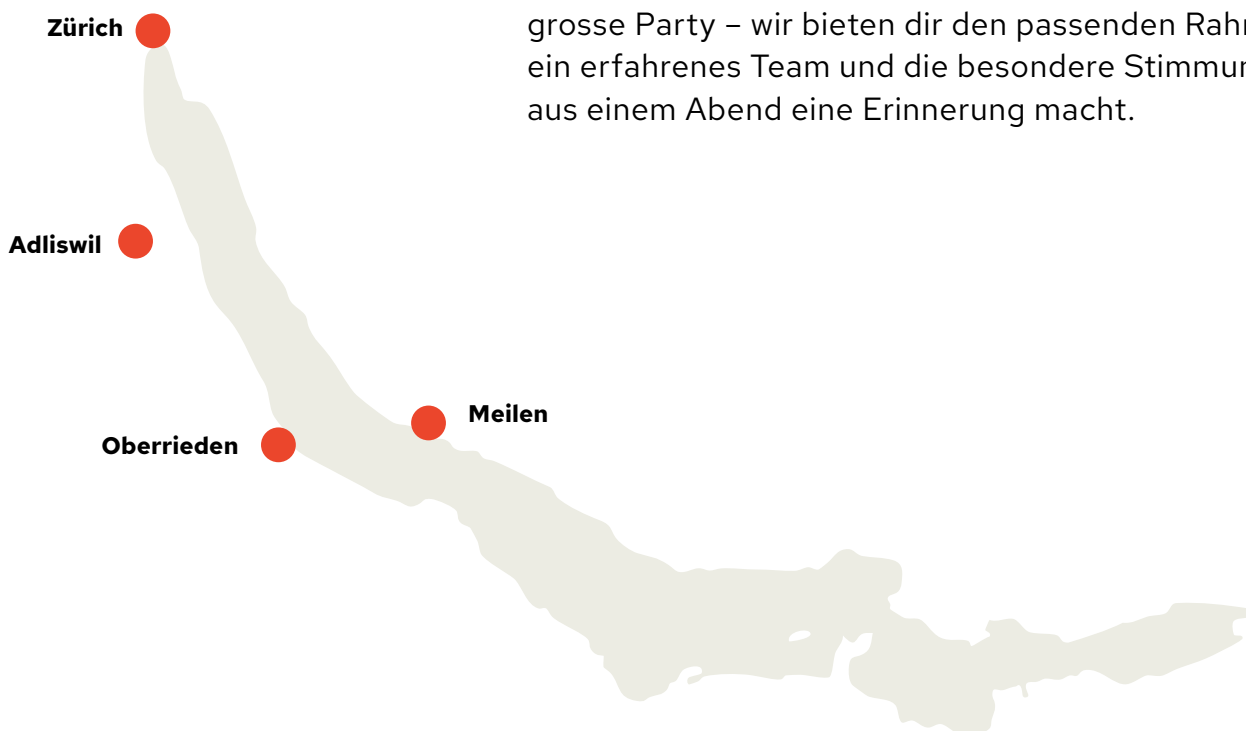 grosse Party – wir bieten dir den passenden
ein erfahrenes Team und die besondere
aus einem Abend eine Erinnerung macht.
Zürich
Adliswil
Meilen
Oberrieden